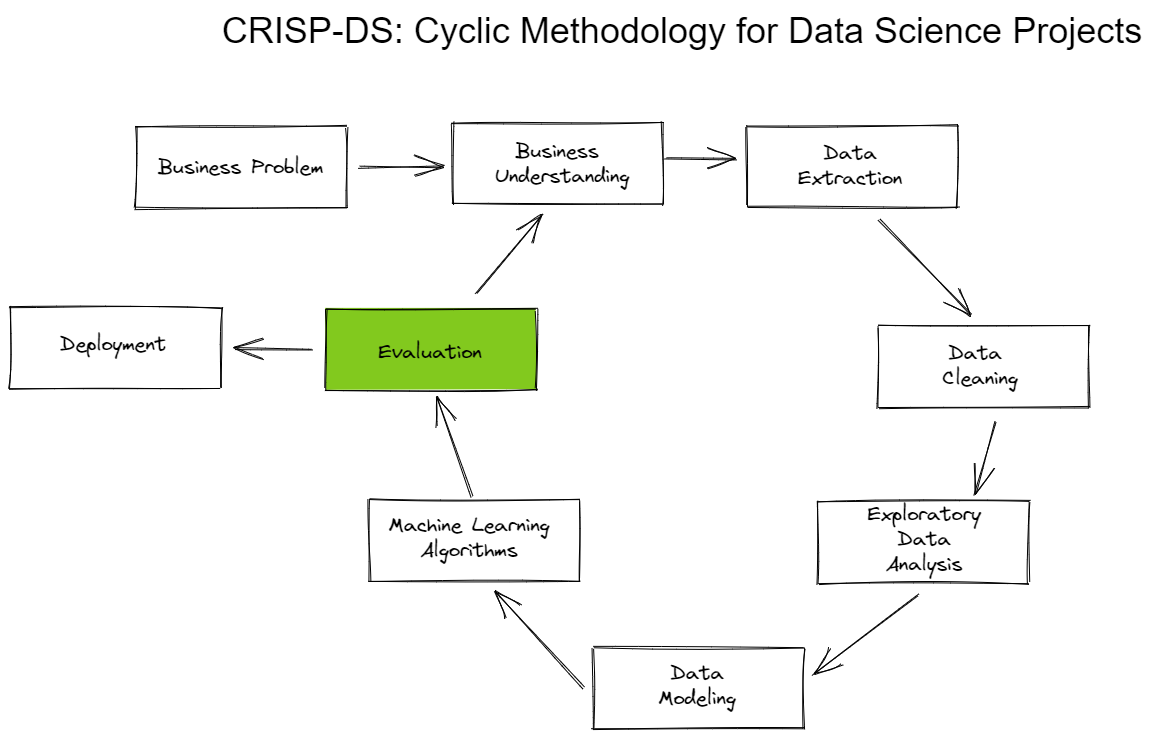 CRISP-DS: Cyclic Methodology for Data Science Projects
Business Problem
Business
Understanding
Data
Extraction
Deployment
Evaluation
Data
Cleaning
Machine Learning
Algorithms
Exploratory
Data
Analysis
Data
Modeling